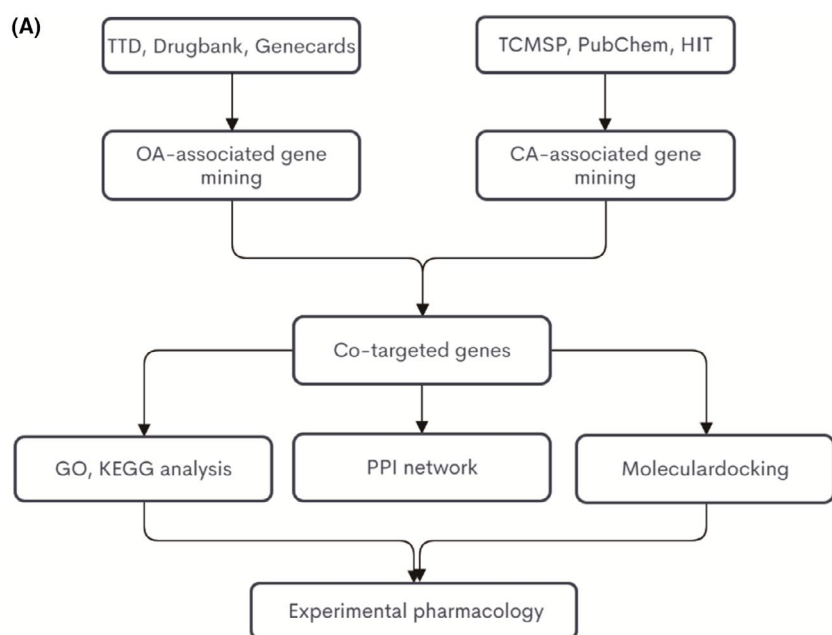 (A)
TTD, Drugbank, Genecards
TCMSP, PubChem, HIT
OA-associated gene
mining
CA-associated gene
mining
Co-targeted genes
GO, KEGG analysis
PPI network
Moleculardocking
Experimental pharmacology